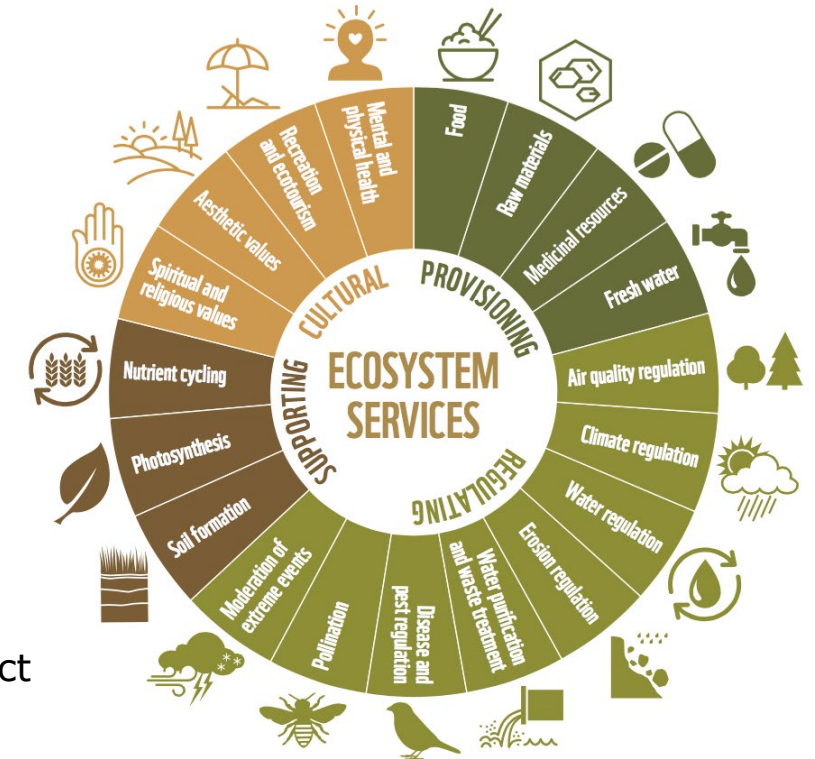 ECOSYSTEM
SERVICES
PROVISIONING
Food
Raw materials
Medicinal resources
Fresh water
REGULATING
Air quality regulation
Climate regulation
Water regulation
Erosion regulation
Water purification
and waste treatment
Disease and
pest regulation
Pollination
Moderation of
extreme events
SUPPORTING
Soil formation
Photosynthesis
Nutrient cycling
CULTURAL
Spiritual and
religious values
Aesthetic values
Recreation
and ecotourism
Mental and
physical health
ct